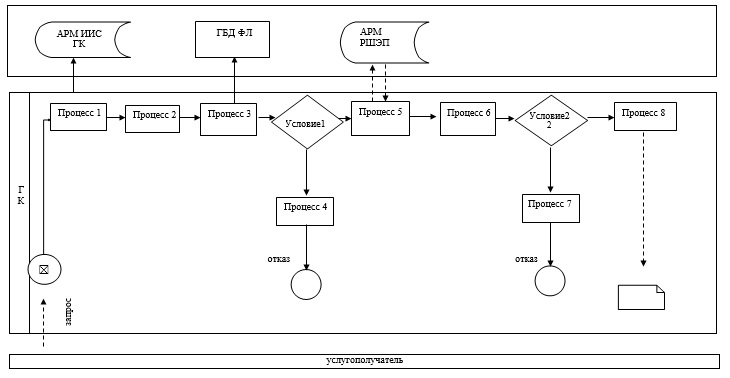 АРМ ИИС
ГК
ГБД ФЛ
АРМ
РШЭП
Г
К
Процесс 1
Процесс 2
Процесс 3
Условие1
Процесс 5
Процесс 6
Условие2
2
Процесс 8
Процесс 4
Процесс 7
отказ
отказ
запрос
услугополучатель